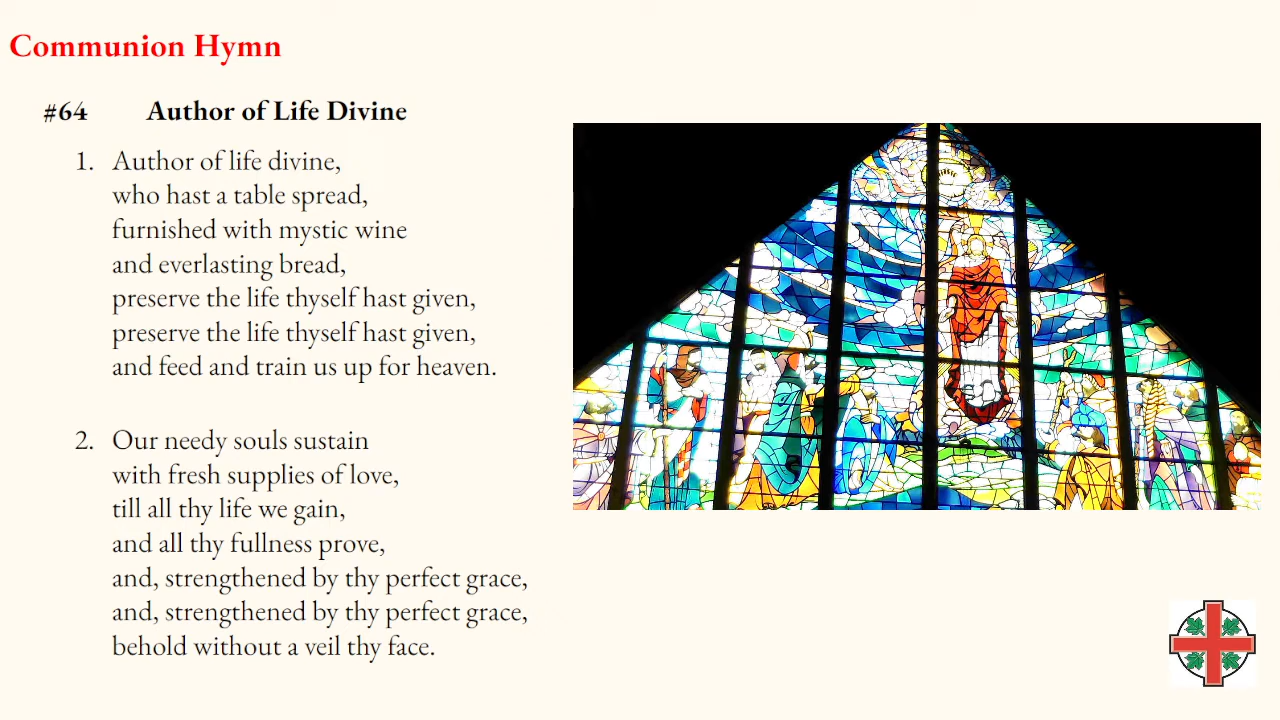 Communion Hymn
#64 Author of Life Divine
1. Author of life divine,
who hast a table spread,
furnished with mystic wine
and everlasting bread,
preserve the life thyself hast given,
preserve the life thyself hast given,
and feed and train us up for heaven.
2. Our needy souls sustain
with fresh supplies of love,
till all thy life we gain,
and all thy fullness prove,
and, strengthened by thy perfect grace,
and, strengthened by thy perfect grace,
behold without a veil thy face.